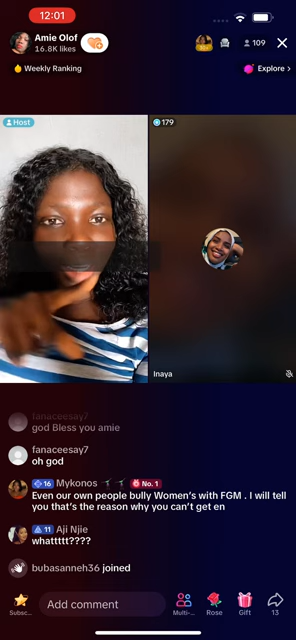 12:01
Amie Olof
16.8K likes
109
Weekly Ranking
Explore >
Host
179
Inaya
fanaceesay7
god Bless you amie
fanaceesay7
oh god
16 Mykonos No. 1
Even our own people bully Women's with FGM . I will
tell you that's the reason why you can't get en
11 Aji Njie
whattttt????
bubasanneh36 joined
Add comment
Subsc...
Multi-...
Rose
Gift
13